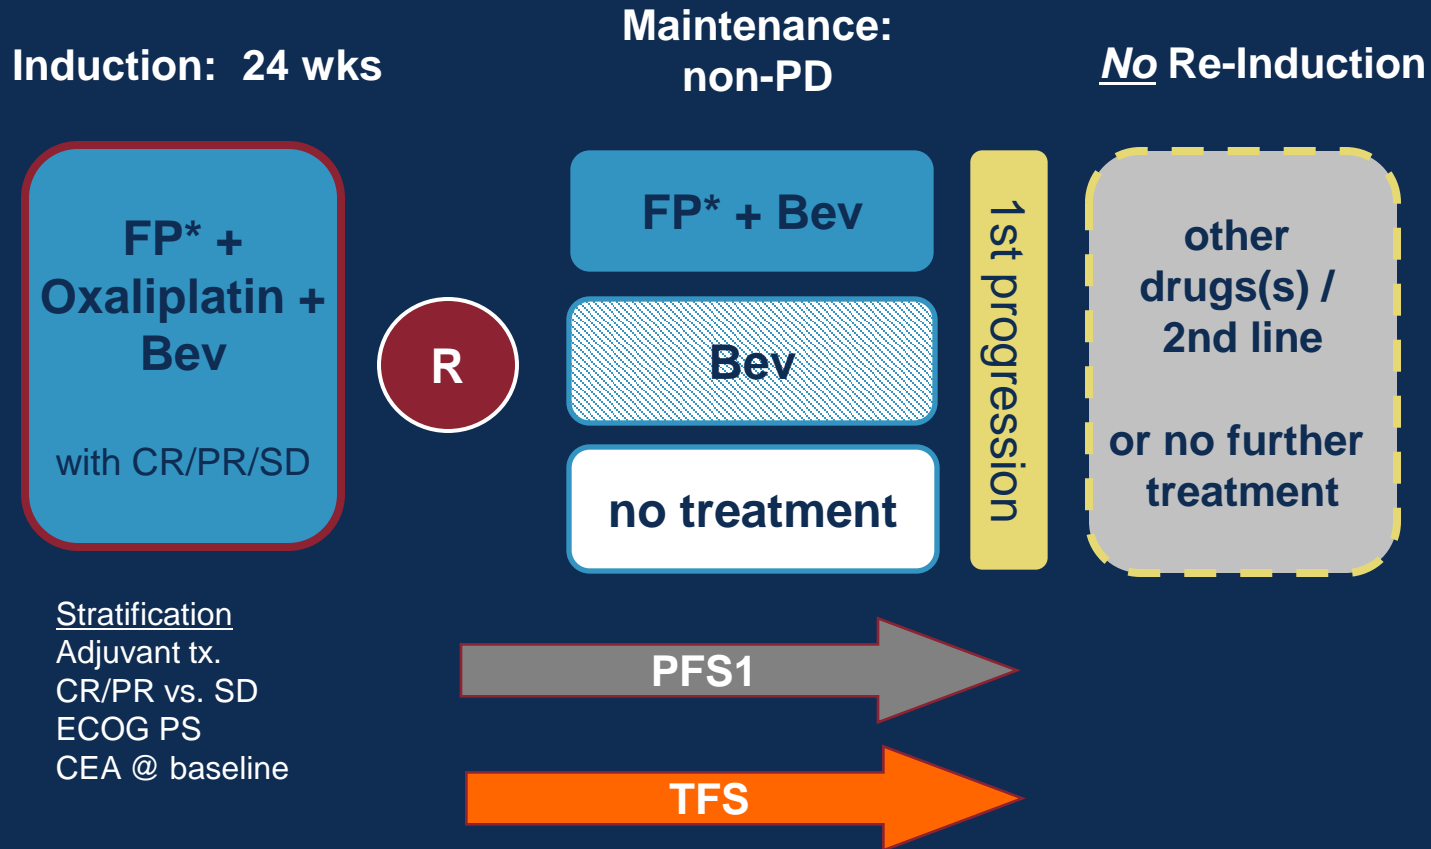 Induction: 24 wks
Maintenance:
non-PD
No Re-Induction
FP* +
Oxaliplatin +
Bev
with CR/PR/SD
R
FP* + Bev
Bev
no treatment
1st progression
other
drugs(s) /
2nd line
or no further
treatment
Stratification
Adjuvant tx.
CR/PR vs. SD
ECOG PS
CEA @ baseline
PFS1
TFS